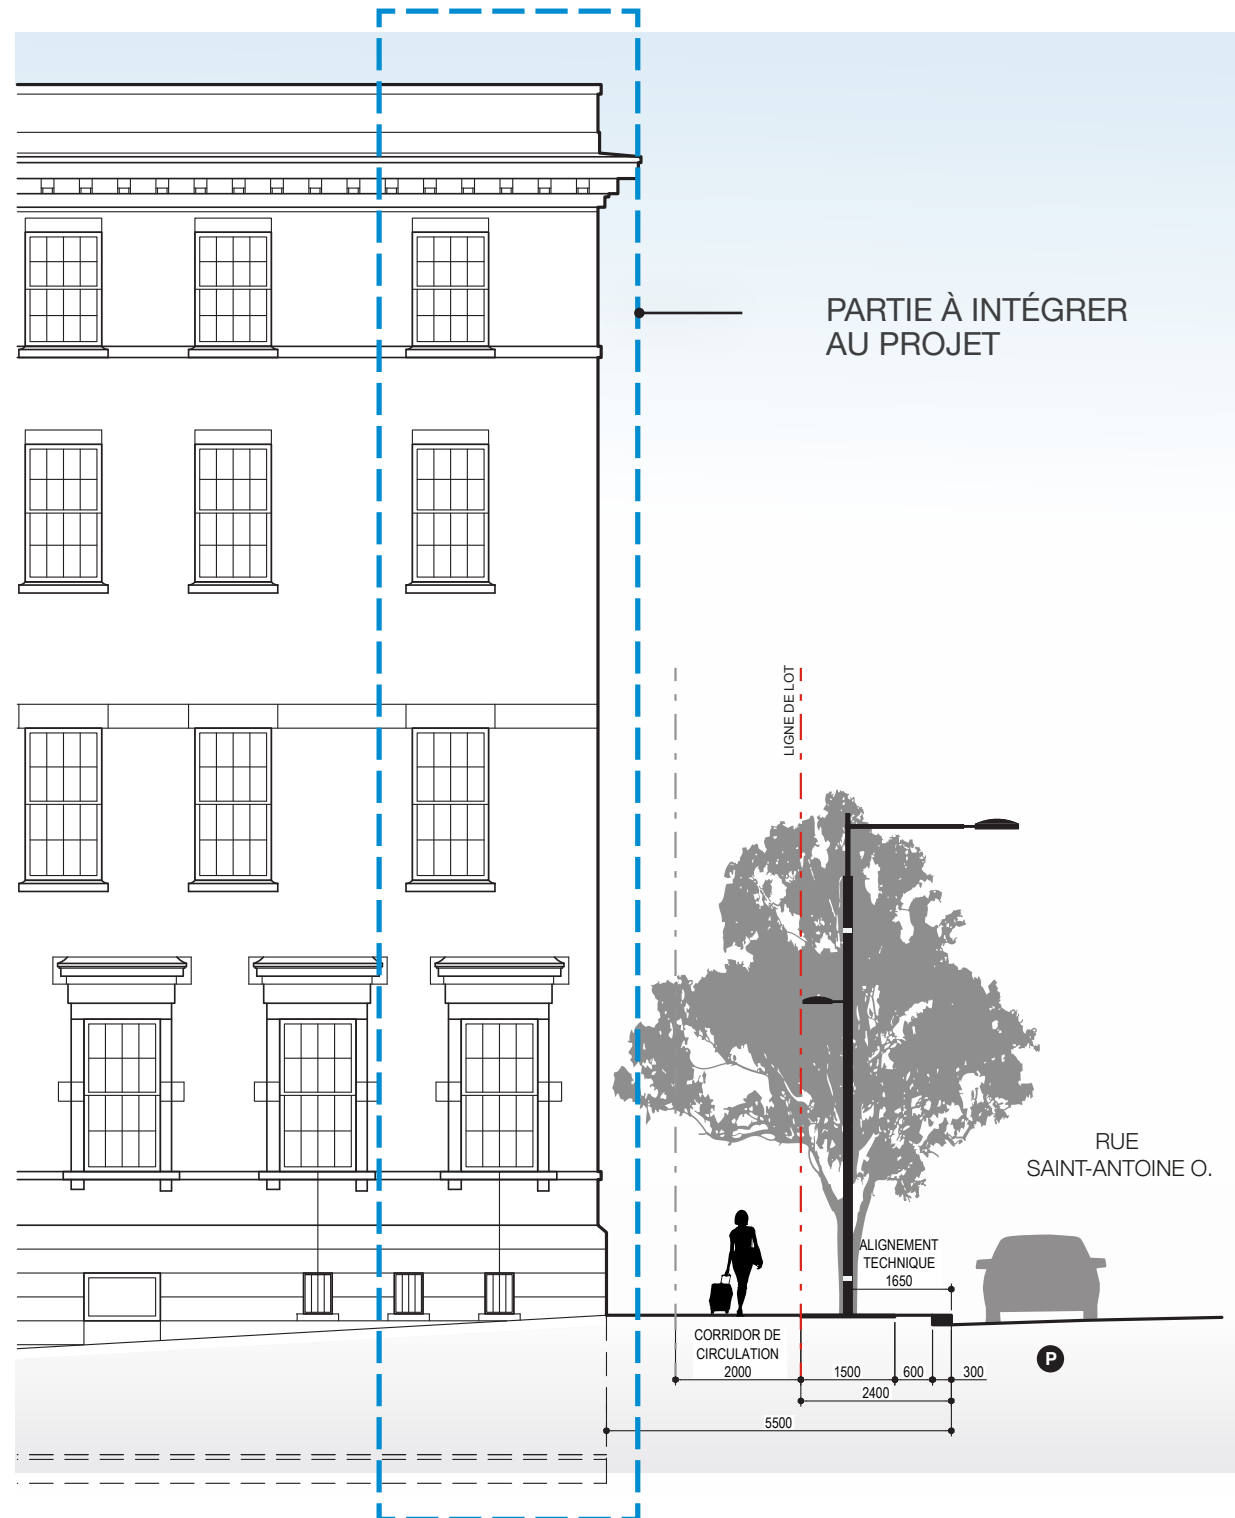 PARTIE À INTÉGRER
AU PROJET
LIGNE DE LOT
RUE
SAINT-ANTOINE O.
ALIGNEMENT
TECHNIQUE
1650
CORRIDOR DE
CIRCULATION
2000
1500
600
300
2400
5500
P